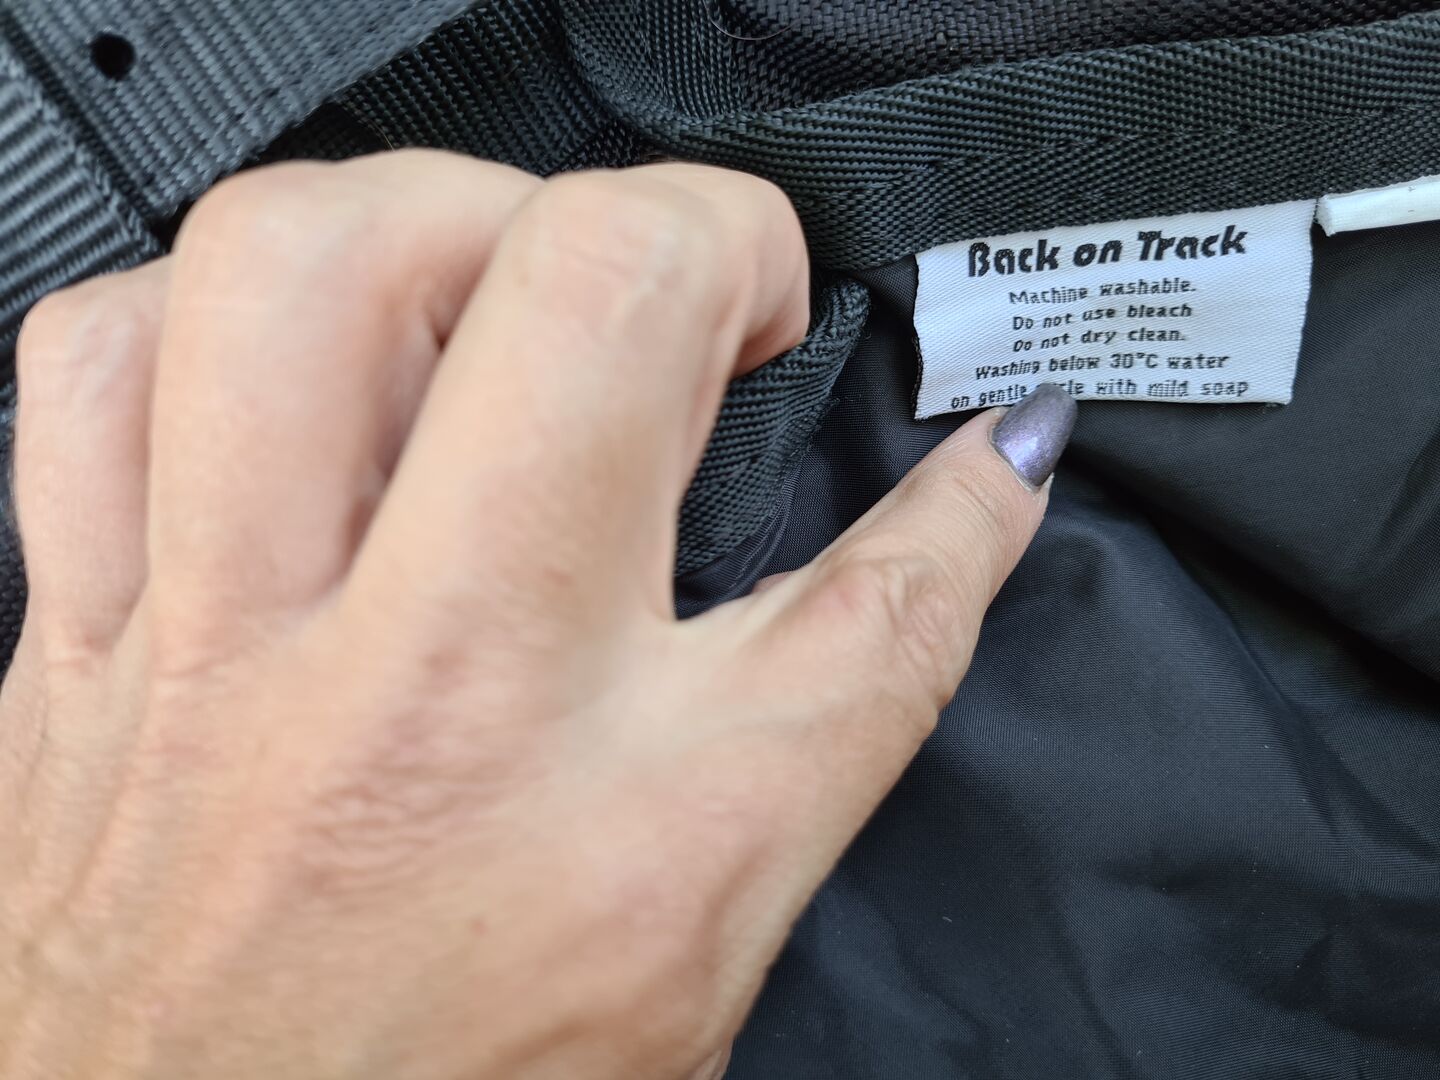 Back on Track
Machine washable.
Do not use bleach
Do not dry clean.
Washing below 30°C water
on gentle with mild soap